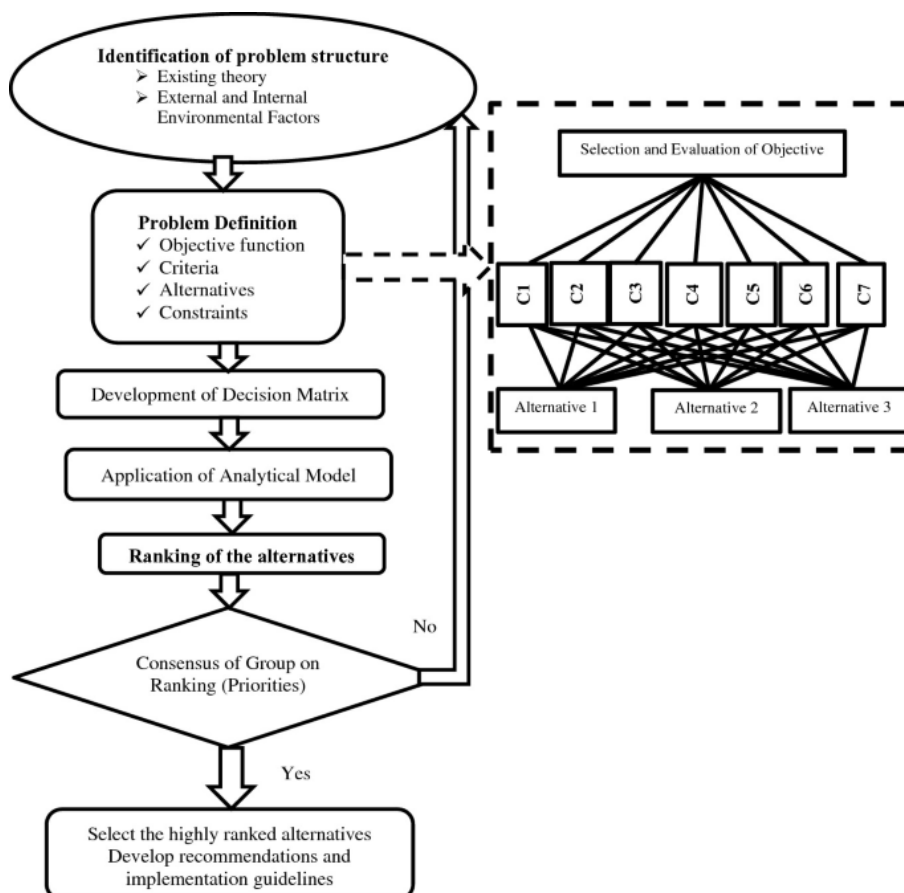 Identification of problem structure
➢ Existing theory
➢ External and Internal
Environmental Factors
Problem Definition
✓ Objective function
✓ Criteria
✓ Alternatives
✓ Constraints
Development of Decision Matrix
Application of Analytical Model
Ranking of the alternatives
No
Consensus of Group on
Ranking (Priorities)
Yes
Select the highly ranked alternatives
Develop recommendations and
implementation guidelines
Selection and Evaluation of Objective
C1
C2
C3
C4
C5
C6
C7
Alternative 1
Alternative 2
Alternative 3